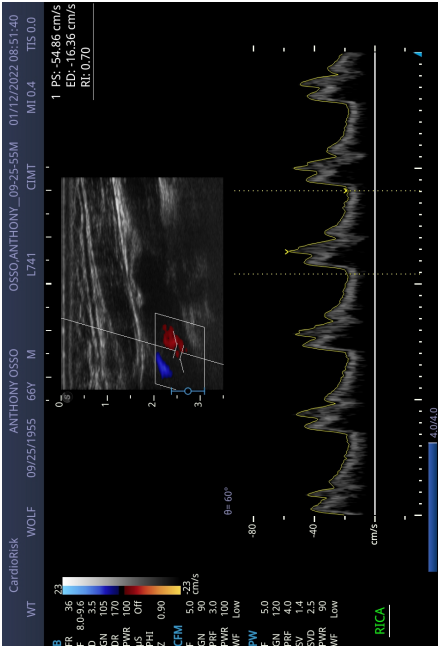 CardioRisk ANTHONY OSSO OSSO,ANTHONY__09-25-55M 01/12/2022 08:51:40
WT WOLF 09/25/1955 66Y M L741 CIMT MI 0.4 TIS 0.0
1 PS: -54.86 cm/s
ED: -16.36 cm/s
RI: 0.70
B
FR 36
F 8.0-9.6
D 3.5
GN 105
DR 170
PWR 100
µS Off
PHI
Z 0.90
CFM
F 5.0
GN 90
PRF 3.0
PWR 100
WF Low
PW
F 5.0
GN 120
PRF 4.0
SV 1.4
SVD 2.5
PWR 90
WF Low
23
-23
cm/s
0
1
2
3
θ= 60°
-80
-40
cm/s
RICA
4.0/4.0